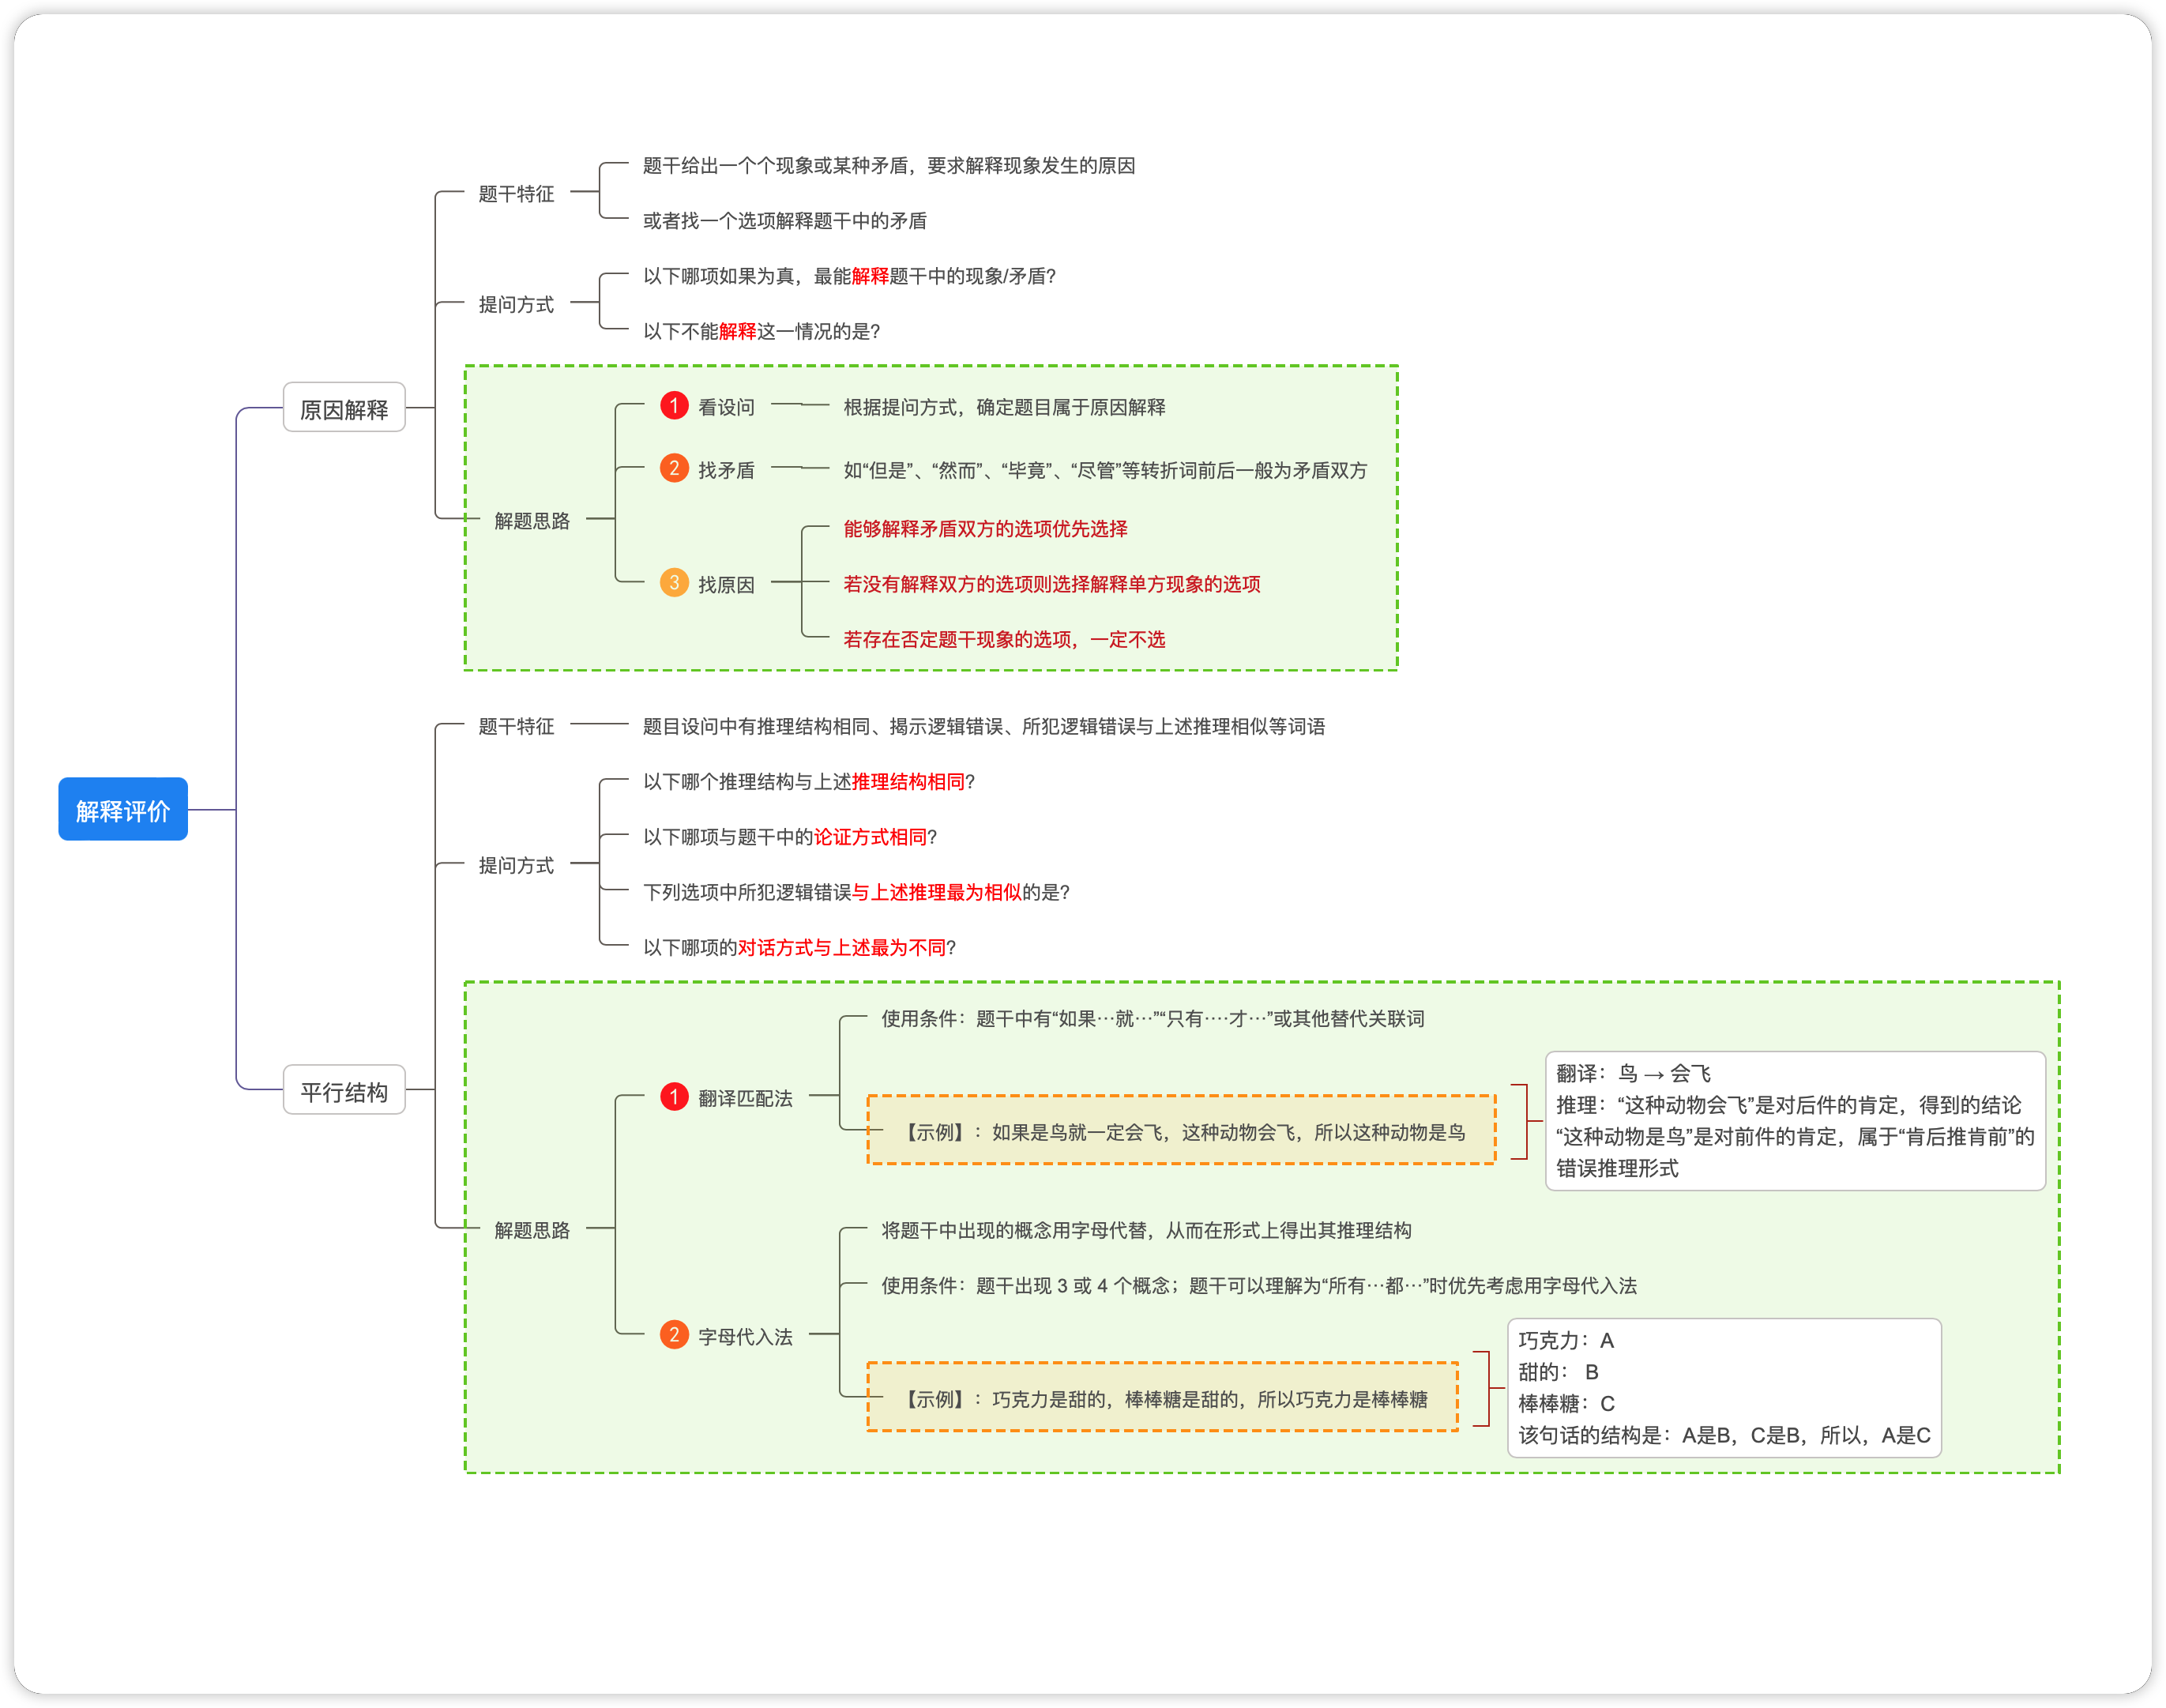 解释评价
原因解释
题干特征
题干给出一个个现象或某种矛盾，要求解释现象发生的原因
或者找一个选项解释题干中的矛盾
提问方式
以下哪项如果为真，最能解释题干中的现象/矛盾?
以下不能解释这一情况的是?
解题思路
1 看设问
根据提问方式，确定题目属于原因解释
2 找矛盾
如“但是”、“然而”、“毕竟”、“尽管”等转折词前后一般为矛盾双方
3 找原因
能够解释矛盾双方的选项优先选择
若没有解释双方的选项则选择解释单方现象的选项
若存在否定题干现象的选项，一定不选
平行结构
题干特征
题目设问中有推理结构相同、揭示逻辑错误、所犯逻辑错误与上述推理相似等词语
提问方式
以下哪个推理结构与上述推理结构相同?
以下哪项与题干中的论证方式相同?
下列选项中所犯逻辑错误与上述推理最为相似的是?
以下哪项的对话方式与上述最为不同?
解题思路
1 翻译匹配法
使用条件：题干中有“如果…就…”“只有….才…”或其他替代关联词
【示例】：如果是鸟就一定会飞，这种动物会飞，所以这种动物是鸟
翻译：鸟 → 会飞
推理：“这种动物会飞”是对后件的肯定，得到的结论
“这种动物是鸟”是对前件的肯定，属于“肯后推肯前”的
错误推理形式
2 字母代入法
将题干中出现的概念用字母代替，从而在形式上得出其推理结构
使用条件：题干出现 3 或 4 个概念；题干可以理解为“所有…都…”时优先考虑用字母代入法
【示例】：巧克力是甜的，棒棒糖是甜的，所以巧克力是棒棒糖
巧克力：A
甜的： B
棒棒糖：C
该句话的结构是：A是B，C是B，所以，A是C